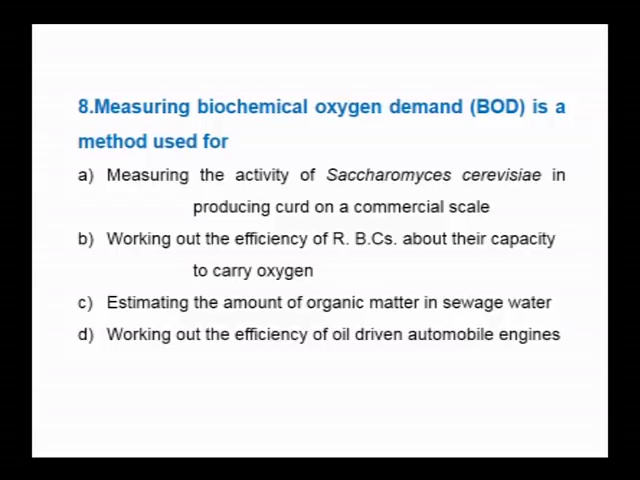 8.Measuring biochemical oxygen demand (BOD) is a
method used for
a) Measuring the activity of Saccharomyces cerevisiae in
producing curd on a commercial scale
b) Working out the efficiency of R. B.Cs. about their capacity
to carry oxygen
c) Estimating the amount of organic matter in sewage water
d) Working out the efficiency of oil driven automobile engines